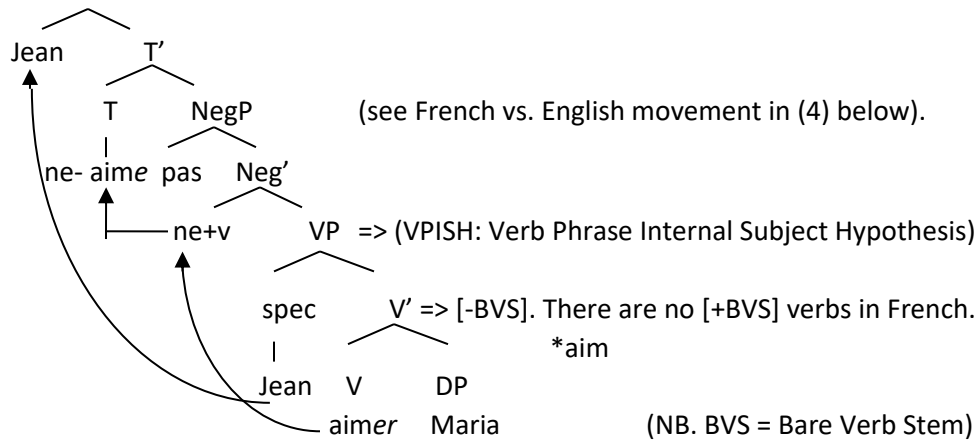 Jean T’
T NegP (see French vs. English movement in (4) below).
ne- aime pas Neg’
ne+v VP => (VPISH: Verb Phrase Internal Subject Hypothesis)
spec V’ => [-BVS]. There are no [+BVS] verbs in French.
*aim
Jean V DP
aimer Maria (NB. BVS = Bare Verb Stem)